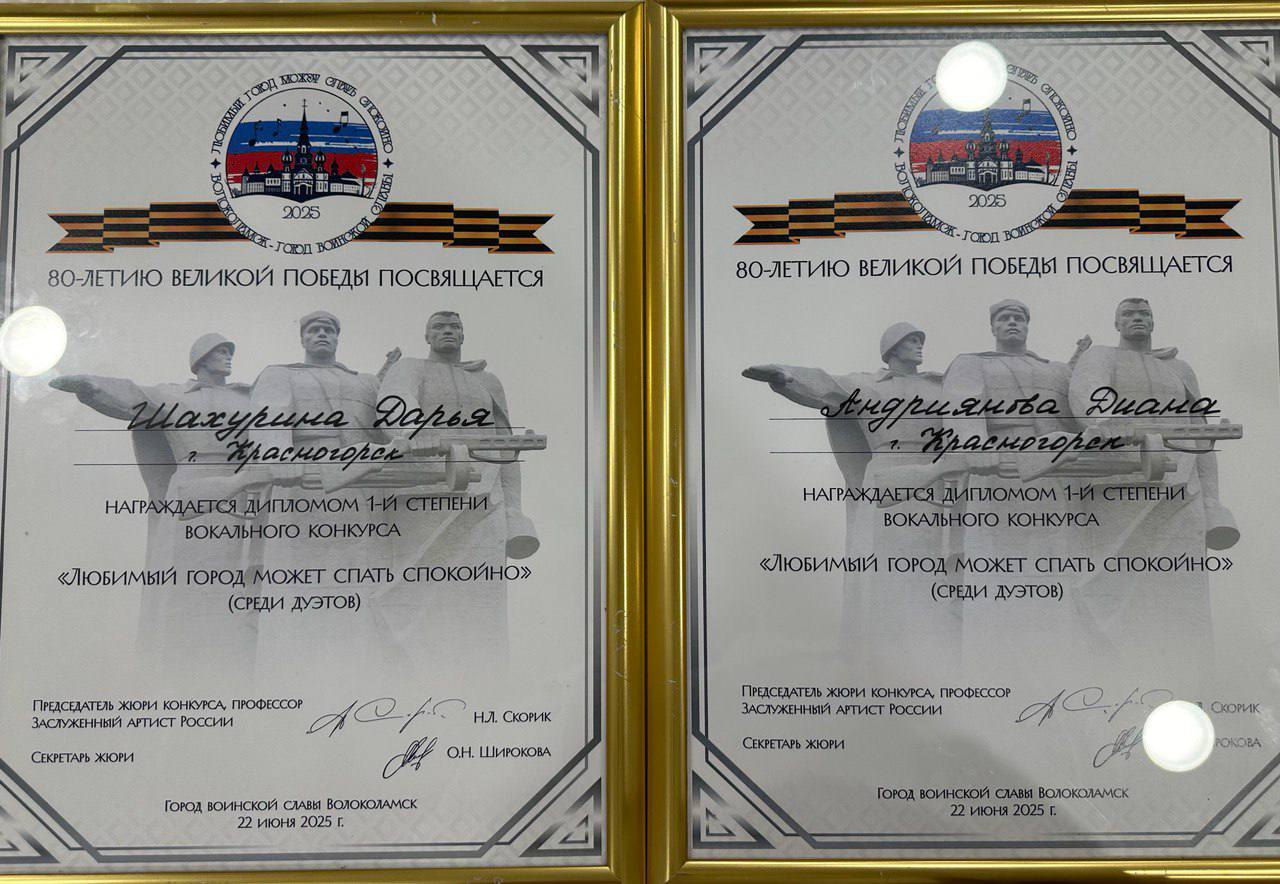 ЛЮБИМЫЙ ГОРОД МОЖЕТ СПАТЬ СПОКОЙНО
ВОЛОКОЛАМСК - ГОРОД ВОИНСКОЙ СЛАВЫ
2025
80-ЛЕТИЮ ВЕЛИКОЙ ПОБЕДЫ ПОСВЯЩАЕТСЯ
Шахурина Дарья
г. Красногорск
НАГРАЖДАЕТСЯ ДИПЛОМОМ 1-Й СТЕПЕНИ
ВОКАЛЬНОГО КОНКУРСА
«ЛЮБИМЫЙ ГОРОД МОЖЕТ СПАТЬ СПОКОЙНО»
(СРЕДИ ДУЭТОВ)
ПРЕДСЕДАТЕЛЬ ЖЮРИ КОНКУРСА, ПРОФЕССОР
ЗАСЛУЖЕННЫЙ АРТИСТ РОССИИ Н.Л. СКОРИК
СЕКРЕТАРЬ ЖЮРИ О.Н. ШИРОКОВА
ГОРОД ВОИНСКОЙ СЛАВЫ ВОЛОКОЛАМСК
22 ИЮНЯ 2025 Г.
ЛЮБИМЫЙ ГОРОД СПАТЬ СПОКОЙНО
ВОЛОКОЛАМСК - ГОРОД ВОИНСКОЙ СЛАВЫ
2025
80-ЛЕТИЮ ВЕЛИКОЙ ПОБЕДЫ ПОСВЯЩАЕТСЯ
Андриянова Диана
г. Красногорск
НАГРАЖДАЕТСЯ ДИПЛОМОМ 1-Й СТЕПЕНИ
ВОКАЛЬНОГО КОНКУРСА
«ЛЮБИМЫЙ ГОРОД МОЖЕТ СПАТЬ СПОКОЙНО»
(СРЕДИ ДУЭТОВ)
ПРЕДСЕДАТЕЛЬ ЖЮРИ КОНКУРСА, ПРОФЕССОР
ЗАСЛУЖЕННЫЙ АРТИСТ РОССИИ СКОРИК
СЕКРЕТАРЬ ЖЮРИ
ГОРОД ВОИНСКОЙ СЛАВЫ ВОЛОКОЛАМСК
22 ИЮНЯ 2025 Г.